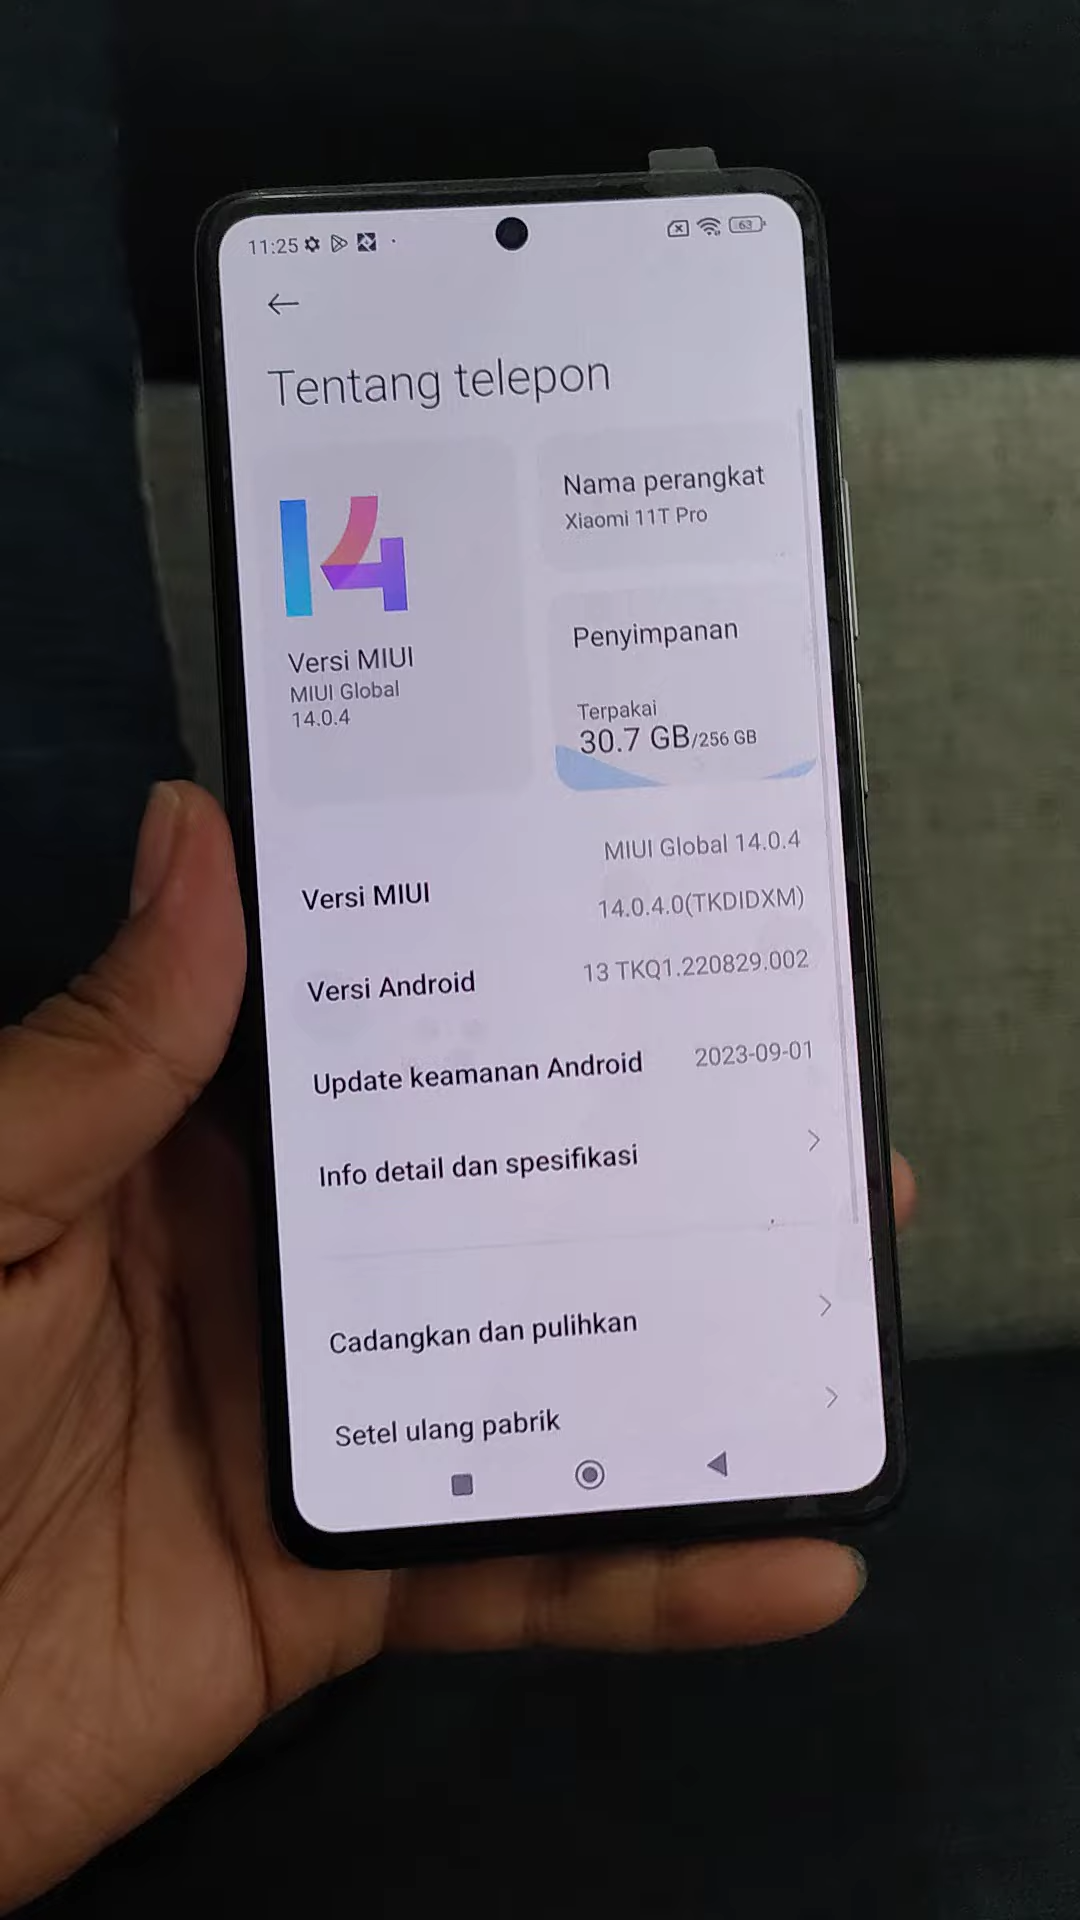 11:25
63
Tentang telepon
14
Versi MIUI
MIUI Global
14.0.4
Nama perangkat
Xiaomi 11T Pro
Penyimpanan
Terpakai
30.7 GB/256 GB
MIUI Global 14.0.4
Versi MIUI
14.0.4.0(TKDIDXM)
Versi Android
13 TKQ1.220829.002
Update keamanan Android
2023-09-01
Info detail dan spesifikasi
Cadangkan dan pulihkan
Setel ulang pabrik